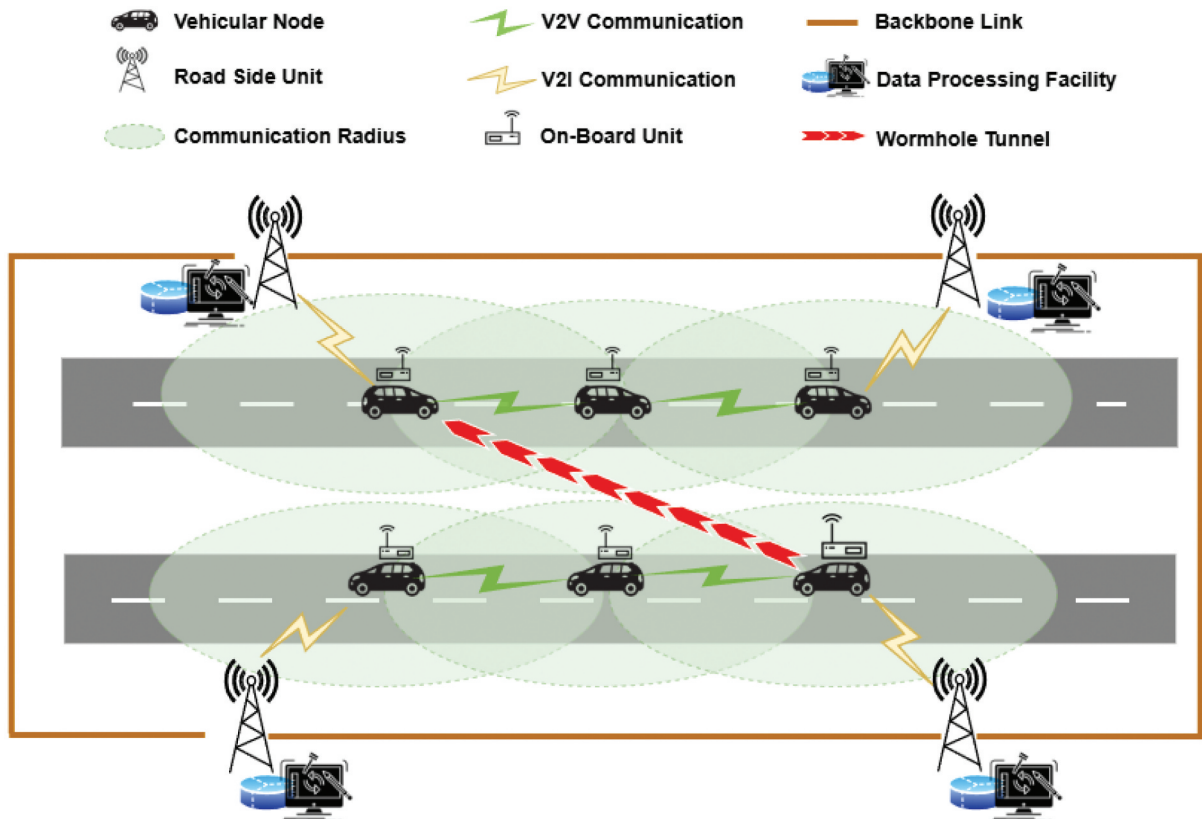 Vehicular Node
V2V Communication
Backbone Link
Road Side Unit
V2I Communication
Data Processing Facility
Communication Radius
On-Board Unit
Wormhole Tunnel